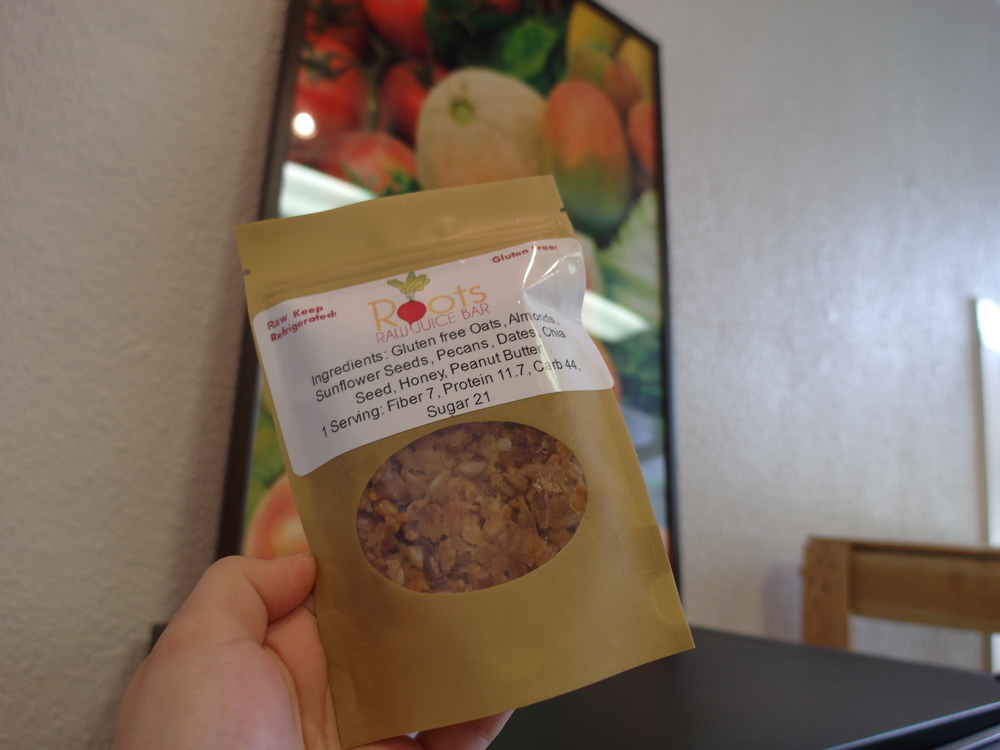 Raw Keep
Refrigerated!
Gluten Free!
Roots
RAW JUICE BAR
Ingredients: Gluten free Oats, Almonds,
Sunflower Seeds, Pecans, Dates, Chia
Seed, Honey, Peanut Butter
1 Serving: Fiber 7, Protein 11.7, Carb 44,
Sugar 21